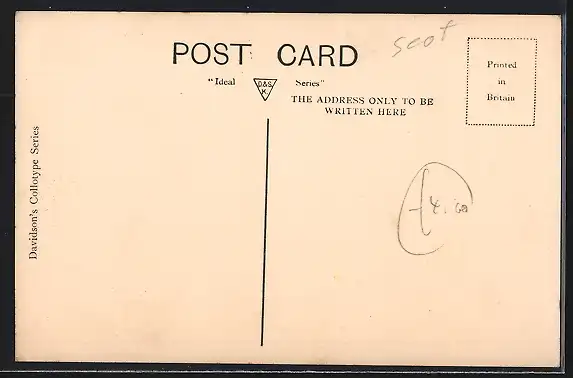 POST CARD
scot
"Ideal D&S K. Series"
THE ADDRESS ONLY TO BE
WRITTEN HERE
Printed
in
Britain
Davidson's Collotype Series